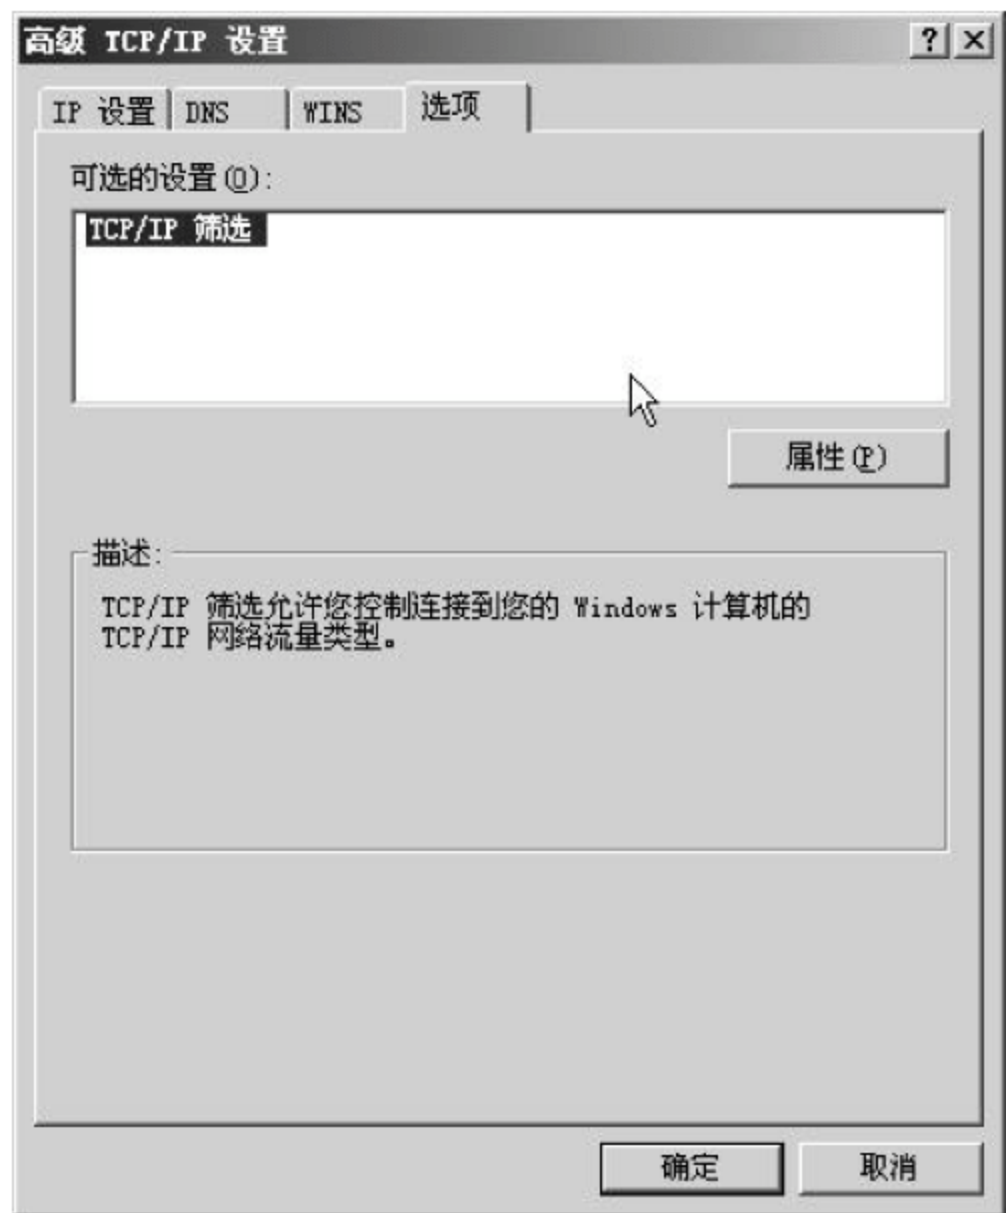 高级 TCP/IP 设置
IP 设置 DNS WINS 选项
可选的设置(O):
TCP/IP 筛选
属性(P)
描述:
TCP/IP 筛选允许您控制连接到您的 Windows 计算机的
TCP/IP 网络流量类型。
确定 取消